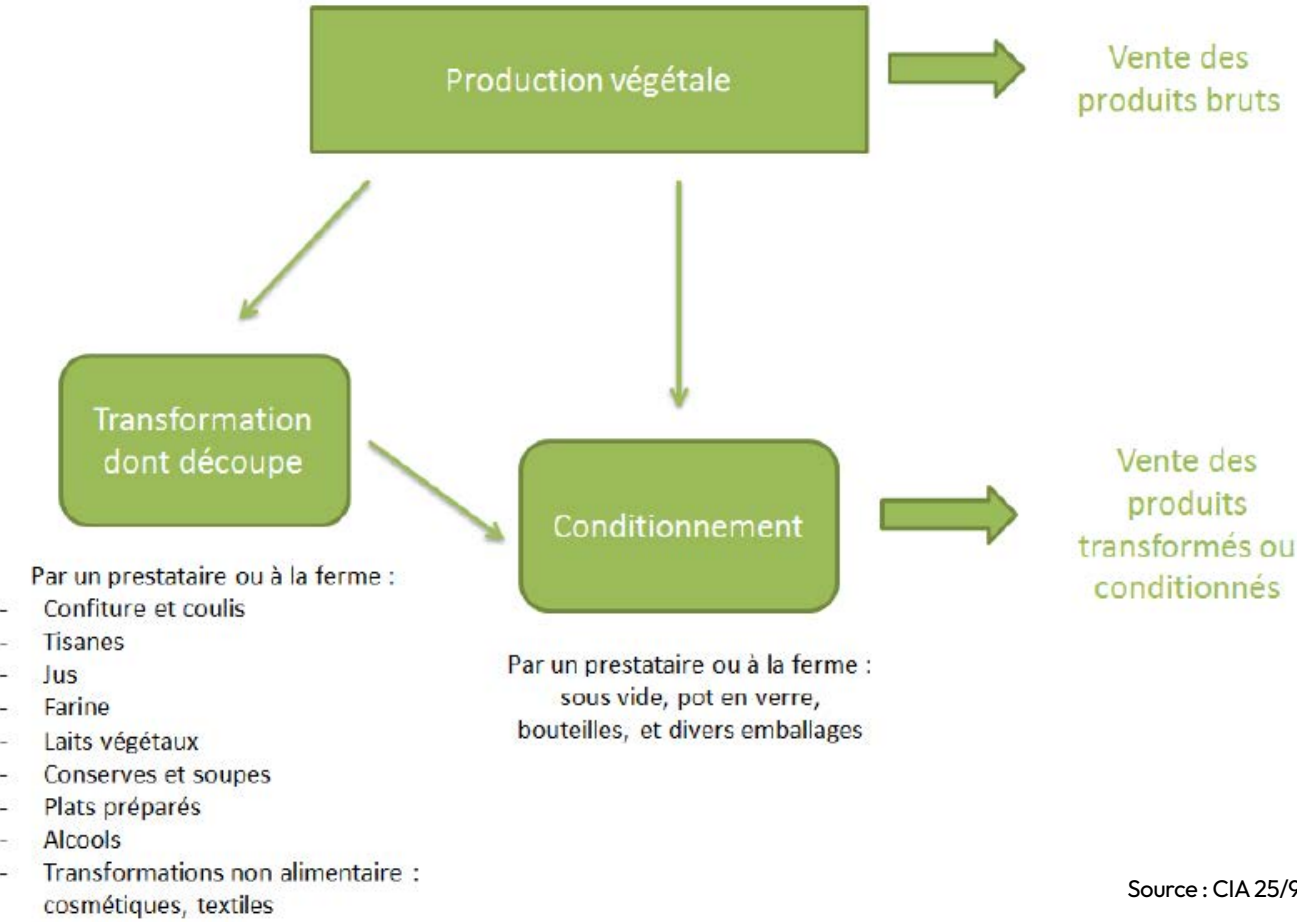 Production végétale
Vente des
produits bruts
Transformation
dont découpe
Conditionnement
Vente des
produits
transformés ou
conditionnés
Par un prestataire ou à la ferme :
- Confiture et coulis
- Tisanes
- Jus
- Farine
- Laits végétaux
- Conserves et soupes
- Plats préparés
- Alcools
- Transformations non alimentaire :
cosmétiques, textiles
Par un prestataire ou à la ferme :
sous vide, pot en verre,
bouteilles, et divers emballages
Source : CIA 25/9